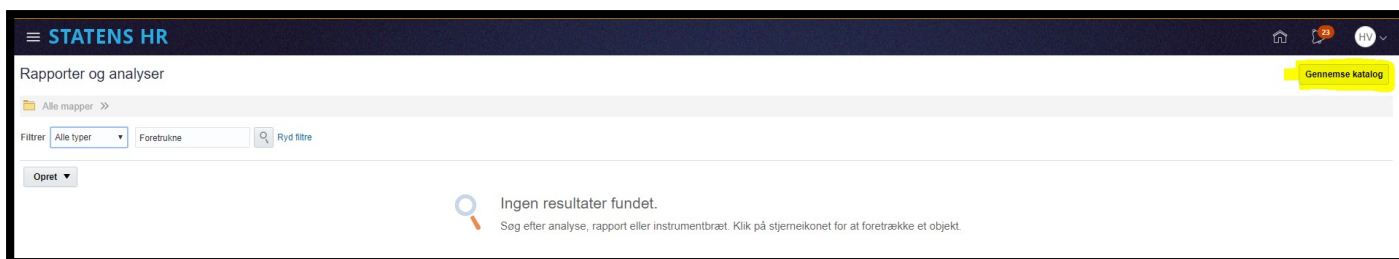 STATENS HR
23
HV
Rapporter og analyser
Gennemse katalog
Alle mapper
Filtrer Alle typer Foretrukne Ryd filtre
Opret
Ingen resultater fundet.
Søg efter analyse, rapport eller instrumentbræt. Klik på stjerneikonet for at foretrække et objekt.